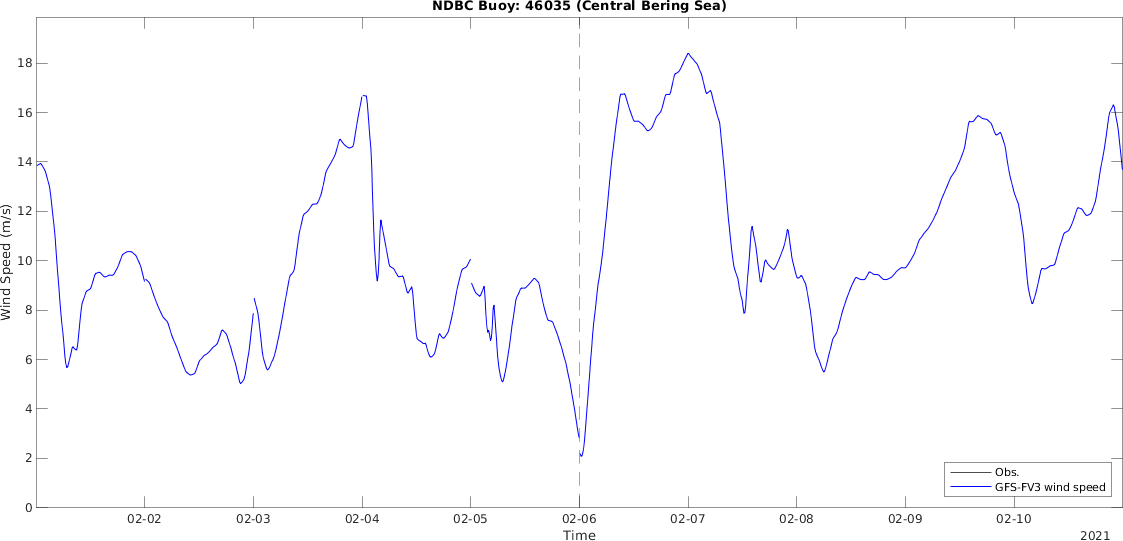 NDBC Buoy: 46035 (Central Bering Sea)
18
16
14
12
10
8
6
4
2
0
Wind Speed (m/s)
02-02 02-03 02-04 02-05 02-06 02-07 02-08 02-09 02-10
Time
2021
Obs.
GFS-FV3 wind speed